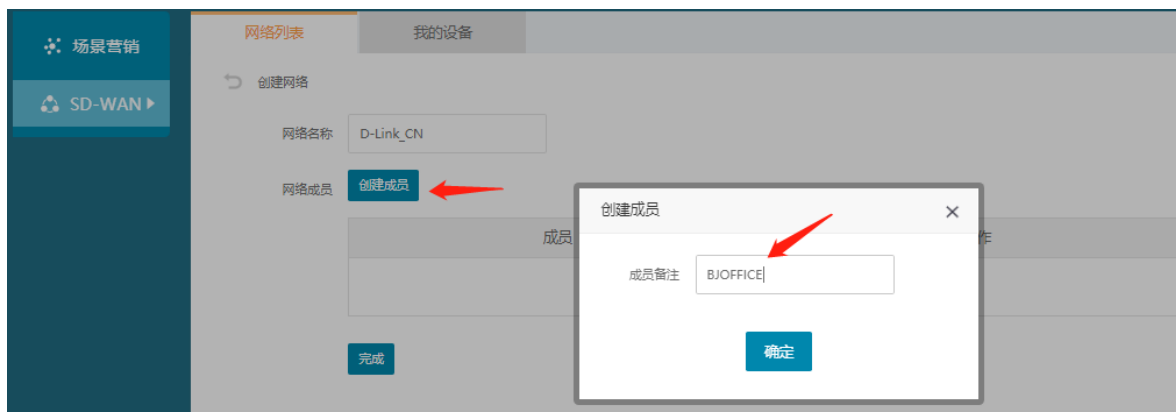 场景营销
SD-WAN
网络列表
我的设备
创建网络
网络名称
D-Link_CN
网络成员
创建成员
成员
作
完成
创建成员
成员备注
BJOFFICE
确定